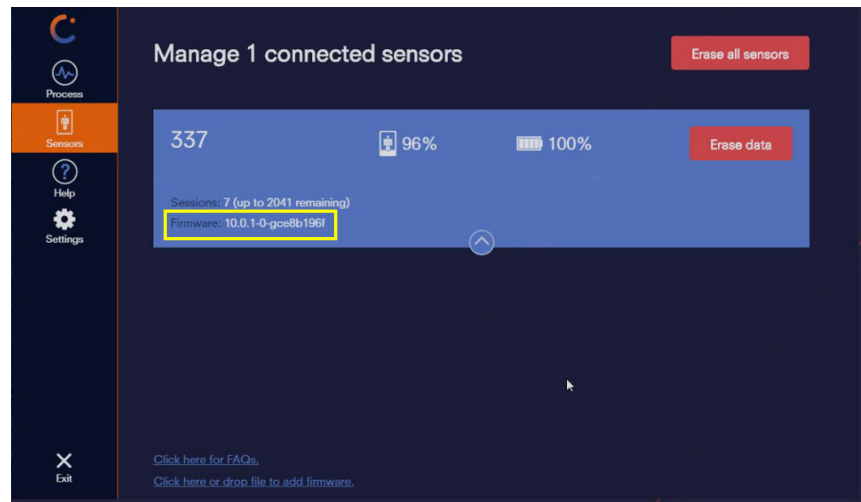 Manage 1 connected sensors
Erase all sensors
Process
Sensors
Help
Settings
337
96%
100%
Erase data
Sessions: 7 (up to 2041 remaining)
Firmware: 10.0.1-0-gce8b196f
Click here for FAQs.
Click here or drop file to add firmware.
Exit